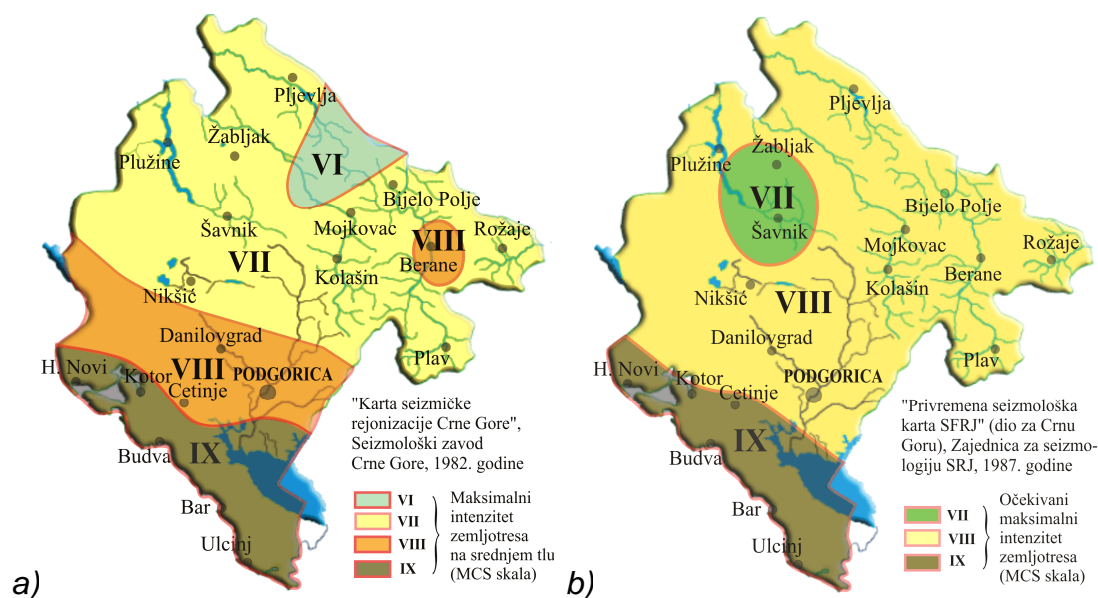 Pljevlja
Žabljak
Plužine
VI
Bijelo Polje
Šavnik
Mojkovac
VIII
Rožaje
VII
Berane
Kolašin
Nikšić
Danilovgrad
Plav
VIII
H. Novi
Kotor
PODGORICA
Cetinje
IX
Budva
Bar
Ulcinj
"Karta seizmičke
rejonizacije Crne Gore",
Seizmološki zavod
Crne Gore, 1982. godine
VI
VII
VIII
IX
Maksimalni
intenzitet
zemljotresa
na srednjem tlu
(MCS skala)
a)
Pljevlja
Žabljak
Plužine
VII
Bijelo Polje
Šavnik
Mojkovac
Rožaje
Berane
Kolašin
Nikšić
VIII
Danilovgrad
Plav
H. Novi
Kotor
PODGORICA
Cetinje
IX
Budva
Bar
Ulcinj
"Privremena seizmološka
karta SFRJ" (dio za Crnu
Goru), Zajednica za seizmo-
logiju SRJ, 1987. godine
VII
VIII
IX
Očekivani
maksimalni
intenzitet
zemljotresa
(MCS skala)
b)